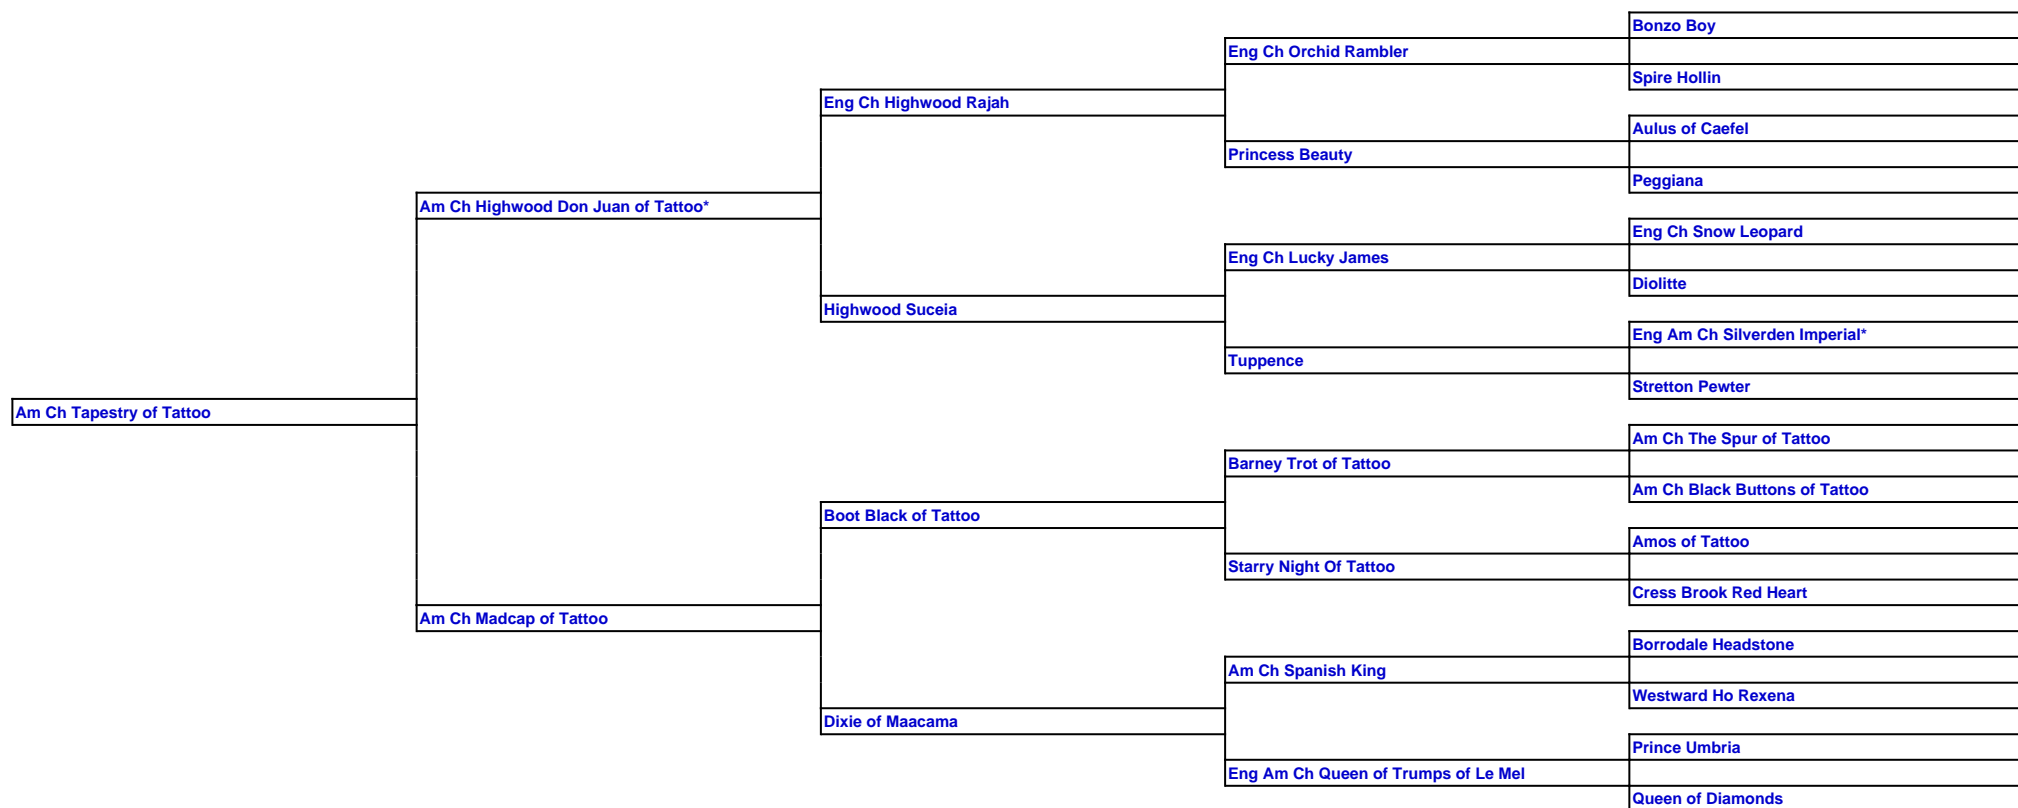 Bonzo Boy
Eng Ch Orchid Rambler
Spire Hollin
Eng Ch Highwood Rajah
Aulus of Caefel
Princess Beauty
Peggiana
Am Ch Highwood Don Juan of Tattoo*
Eng Ch Snow Leopard
Eng Ch Lucky James
Diolitte
Highwood Suceia
Eng Am Ch Silverden Imperial*
Tuppence
Stretton Pewter
Am Ch Tapestry of Tattoo
Am Ch The Spur of Tattoo
Barney Trot of Tattoo
Am Ch Black Buttons of Tattoo
Boot Black of Tattoo
Amos of Tattoo
Starry Night Of Tattoo
Cress Brook Red Heart
Am Ch Madcap of Tattoo
Borrodale Headstone
Am Ch Spanish King
Westward Ho Rexena
Dixie of Maacama
Prince Umbria
Eng Am Ch Queen of Trumps of Le Mel
Queen of Diamonds